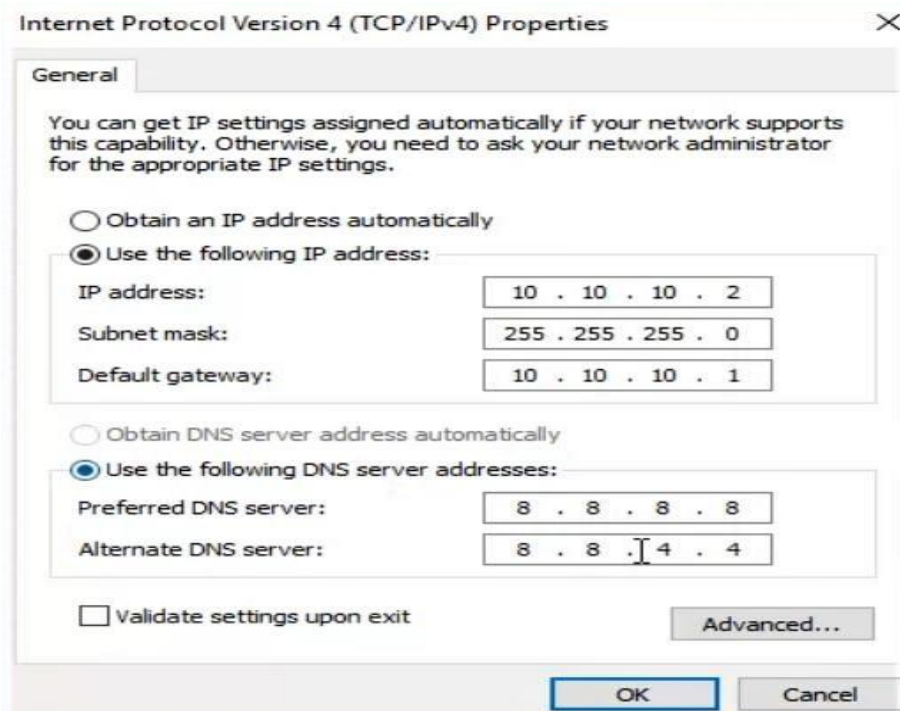 Internet Protocol Version 4 (TCP/IPv4) Properties
General
You can get IP settings assigned automatically if your network supports
this capability. Otherwise, you need to ask your network administrator
for the appropriate IP settings.
Obtain an IP address automatically
Use the following IP address:
IP address: 10 . 10 . 10 . 2
Subnet mask: 255 . 255 . 255 . 0
Default gateway: 10 . 10 . 10 . 1
Obtain DNS server address automatically
Use the following DNS server addresses:
Preferred DNS server: 8 . 8 . 8 . 8
Alternate DNS server: 8 . 8 . 4 . 4
Validate settings upon exit
Advanced...
OK Cancel